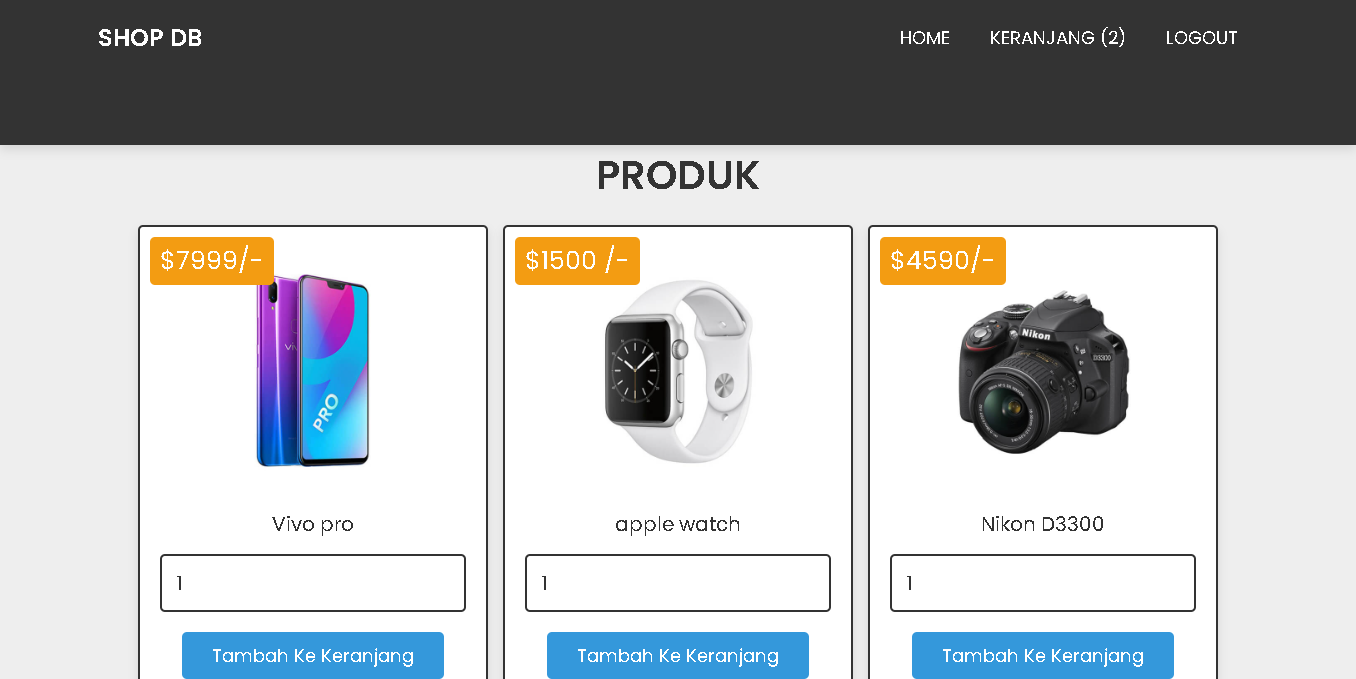 SHOP DB
HOME KERANJANG (2) LOGOUT
PRODUK
$7999/-
PRO
Vivo pro
1
Tambah Ke Keranjang
$1500 /-
apple watch
1
Tambah Ke Keranjang
$4590/-
Nikon
D3300
Nikon D3300
1
Tambah Ke Keranjang